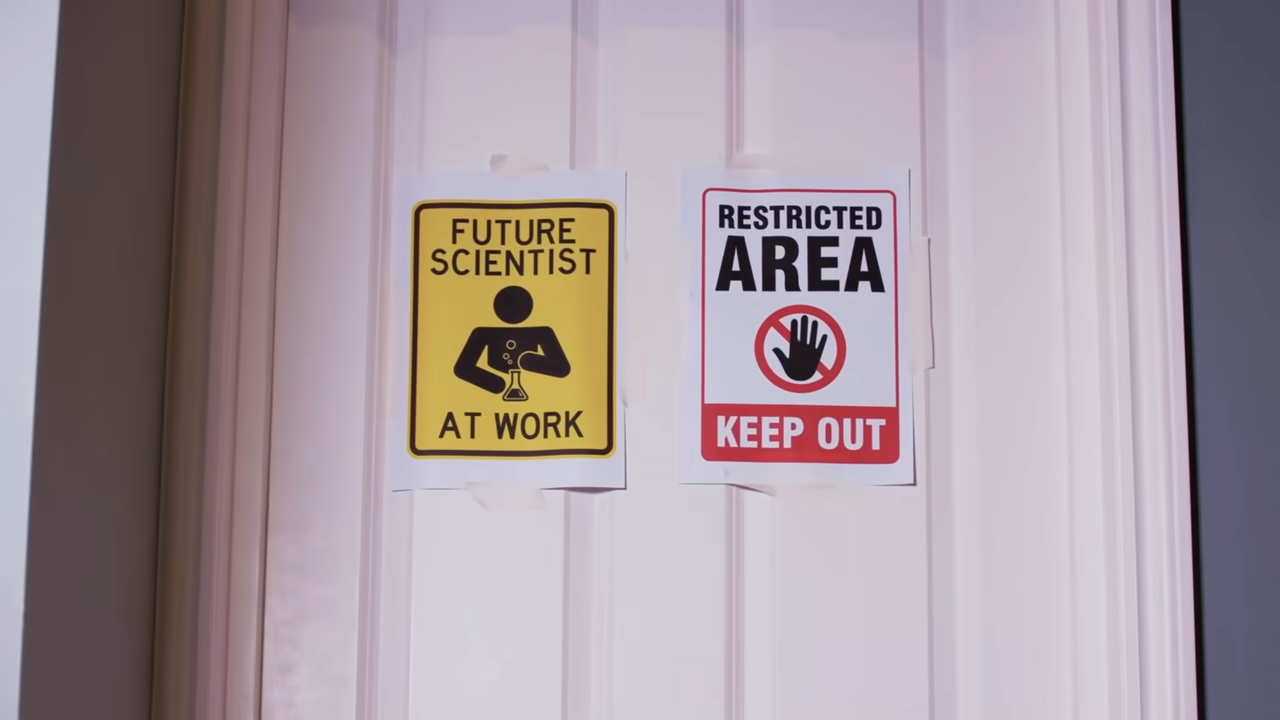 FUTURE
SCIENTIST
AT WORK
RESTRICTED
AREA
KEEP OUT